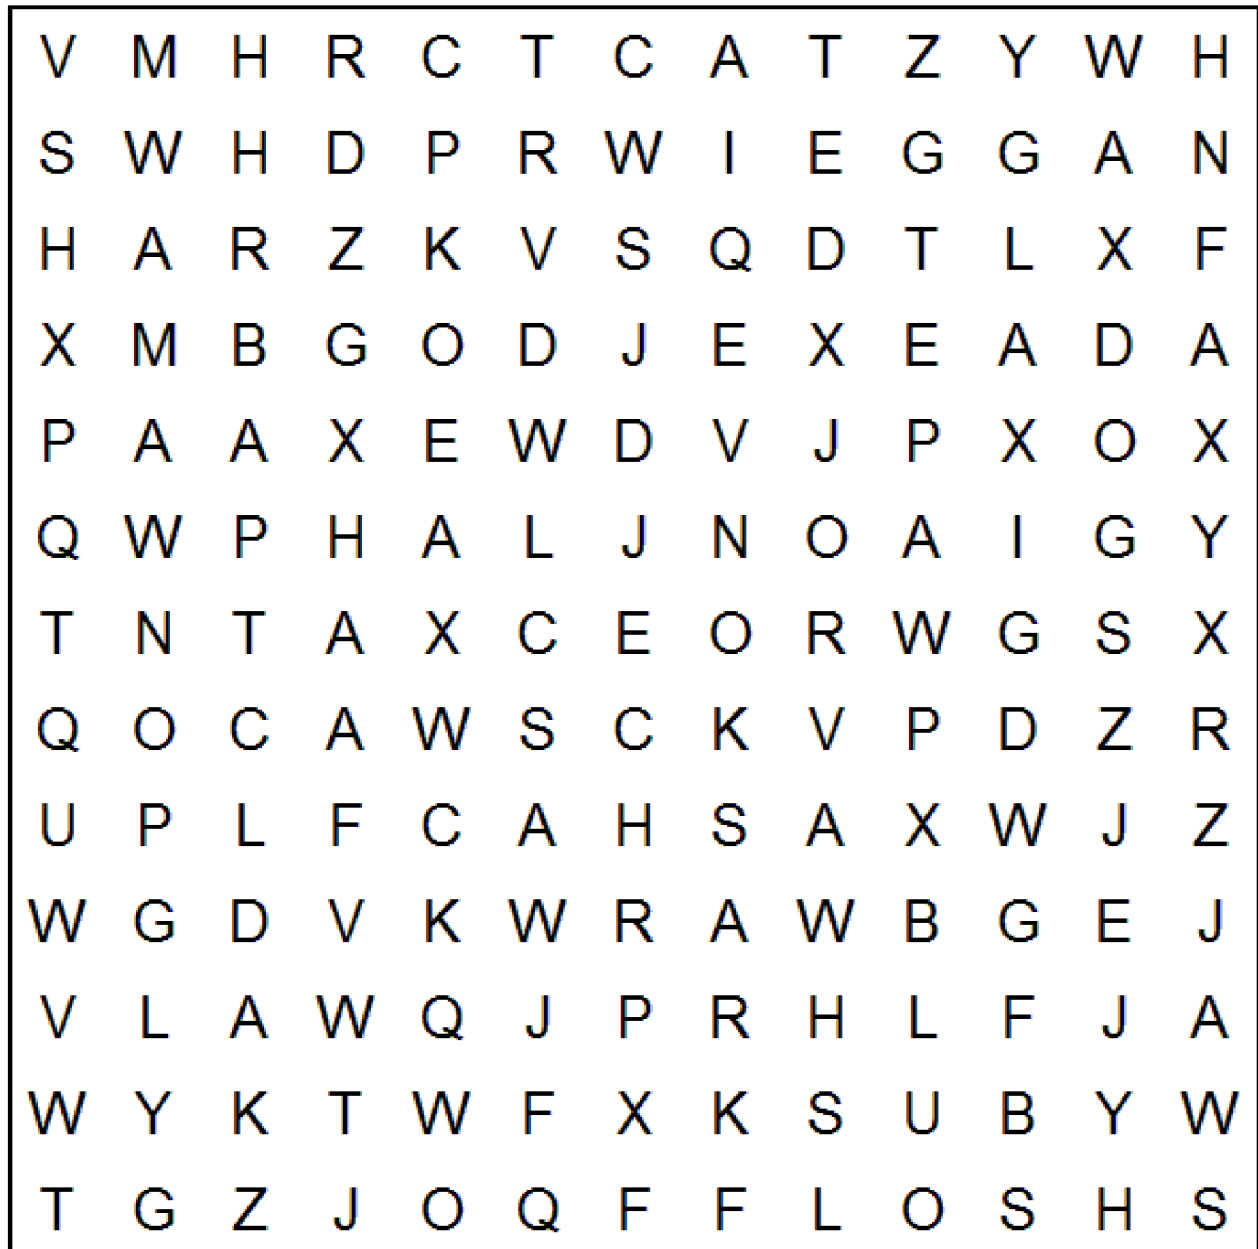 V M H R C T C A T Z Y W H
S W H D P R W I E G G A N
H A R Z K V S Q D T L X F
X M B G O D J E X E A D A
P A A X E W D V J P X O X
Q W P H A L J N O A I G Y
T N T A X C E O R W G S X
Q O C A W S C K V P D Z R
U P L F C A H S A X W J Z
W G D V K W R A W B G E J
V L A W Q J P R H L F J A
W Y K T W F X K S U B Y W
T G Z J O Q F F L O S H S